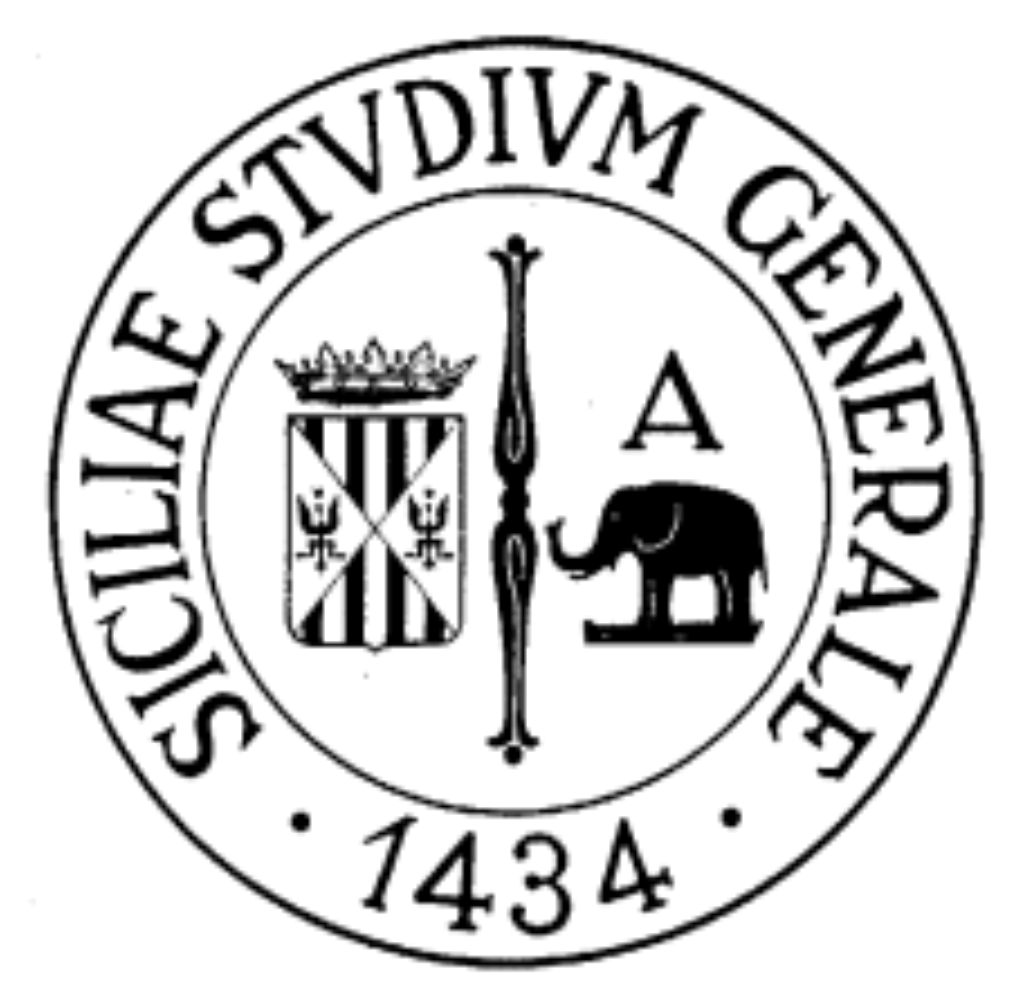 SICILIAE STVDIVM GENERALE
A
· 1434 ·